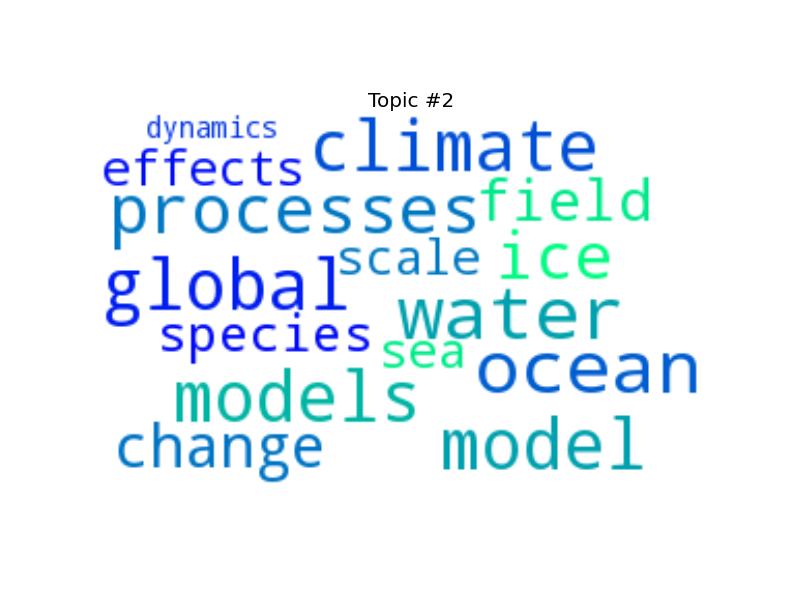 Topic #2
dynamics
climate
effects
processes
field
scale
ice
global
water
species
sea
ocean
models
change
model